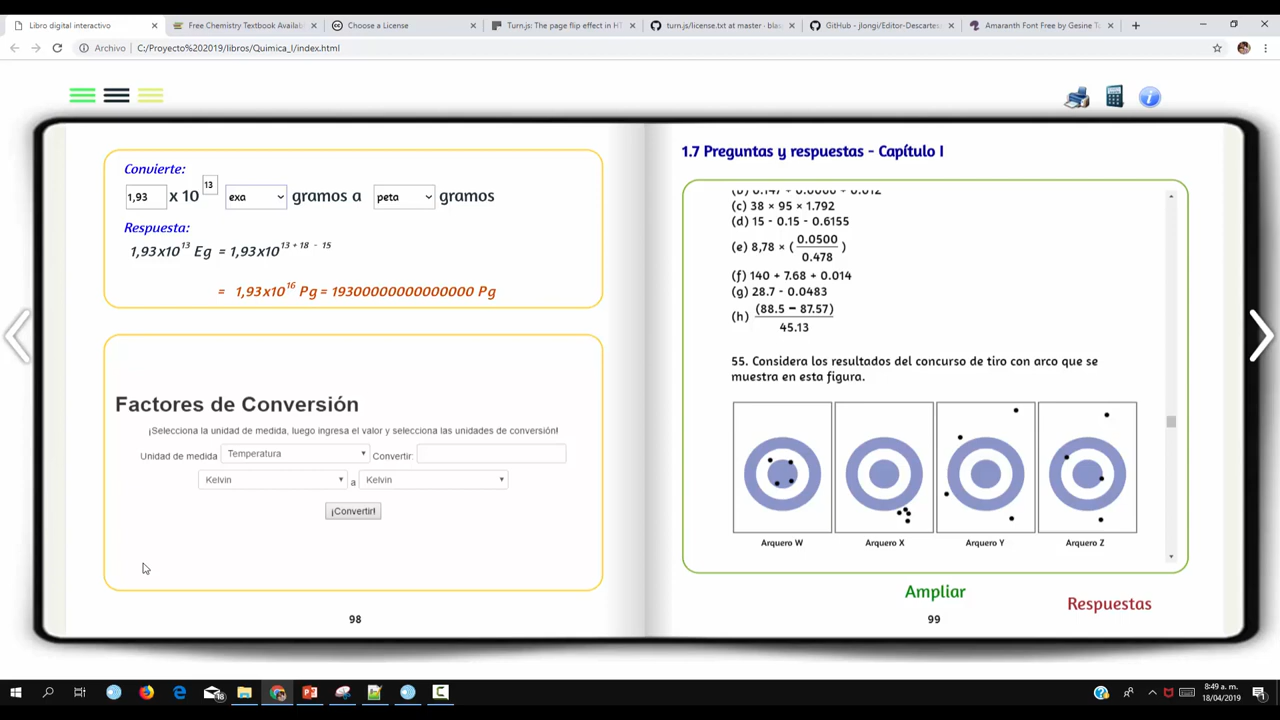 Libro digital interactivo
Free Chemistry Textbook Availab
Choose a License
Turn.js: The page flip effect in HT
turn.js/license.txt at master · blas
GitHub - jlongi/Editor-Descartes
Amaranth Font Free by Gesine T
Archivo | C:/Proyecto%202019/libros/Quimica_I/index.html
Convierte:
1,93 x 10 13 exa gramos a peta gramos
Respuesta:
1,93x10^13 Eg = 1,93x10^13 + 18 - 15
= 1,93x10^16 Pg = 19300000000000000 Pg
Factores de Conversión
¡Selecciona la unidad de medida, luego ingresa el valor y selecciona las unidades de conversión!
Unidad de medida Temperatura Convertir:
Kelvin a Kelvin
¡Convertir!
98
1.7 Preguntas y respuestas - Capítulo I
(c) 38 × 95 × 1.792
(d) 15 - 0.15 - 0.6155
(e) 8,78 × (0.0500/0.478)
(f) 140 + 7.68 + 0.014
(g) 28.7 - 0.0483
(h) (88.5 − 87.57)/45.13
55. Considera los resultados del concurso de tiro con arco que se
muestra en esta figura.
Arquero W
Arquero X
Arquero Y
Arquero Z
Ampliar
Respuestas
99
18
8:49 a. m.
18/04/2019
1